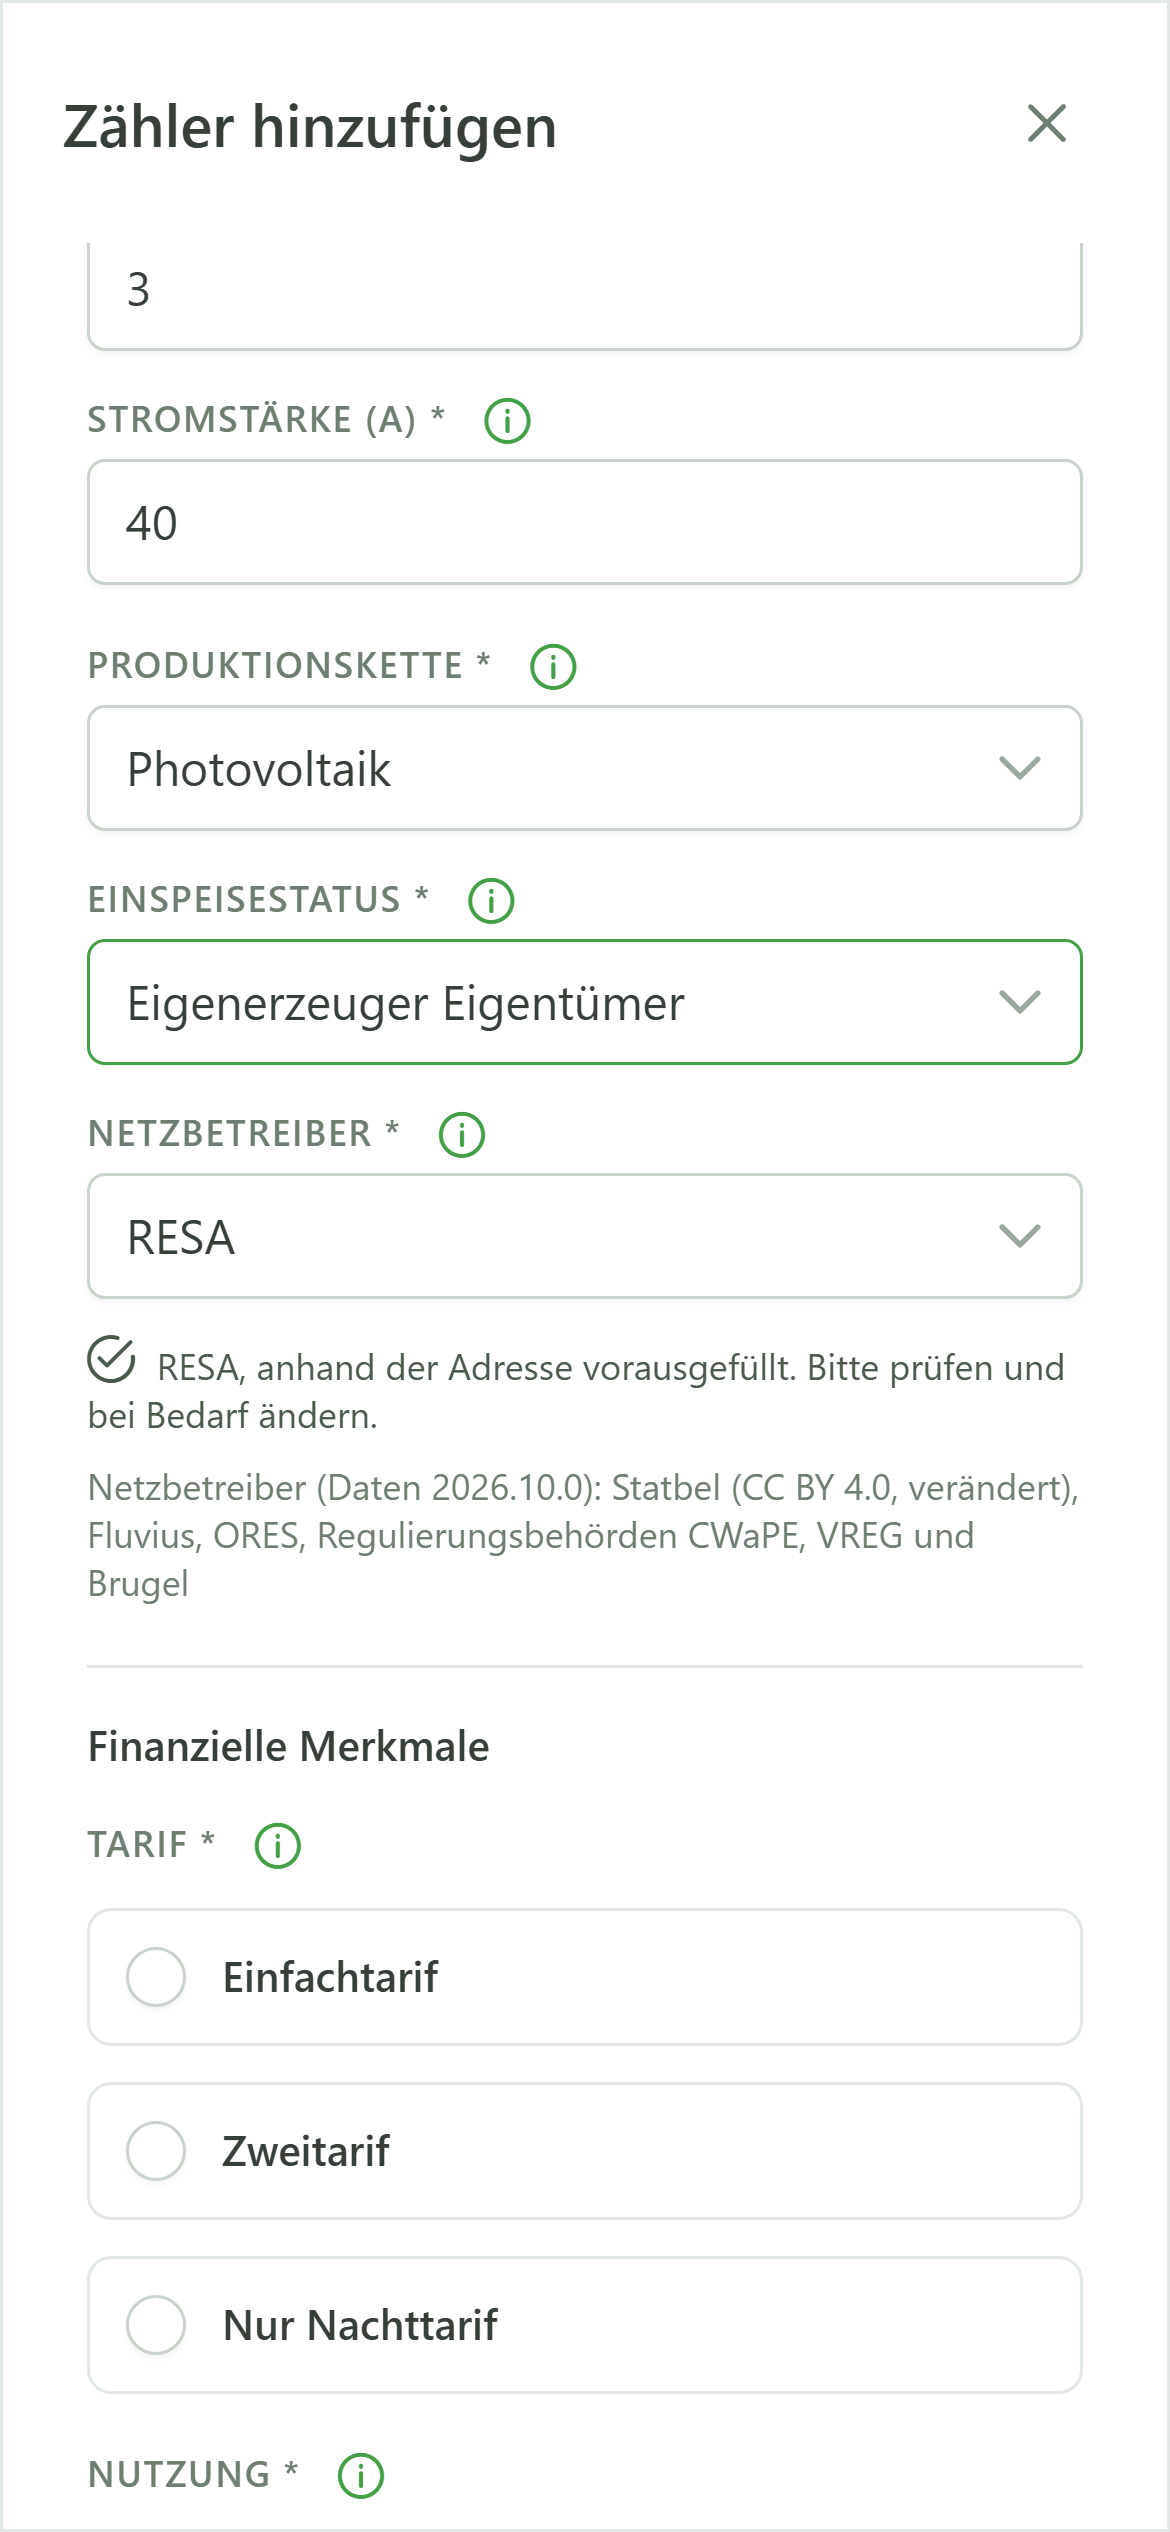 Zähler hinzufügen
3
STROMSTÄRKE (A) *
40
PRODUKTIONSKETTE *
Photovoltaik
EINSPEISESTATUS *
Eigenerzeuger Eigentümer
NETZBETREIBER *
RESA
RESA, anhand der Adresse vorausgefüllt. Bitte prüfen und
bei Bedarf ändern.
Netzbetreiber (Daten 2026.10.0): Statbel (CC BY 4.0, verändert),
Fluvius, ORES, Regulierungsbehörden CWaPE, VREG und
Brugel
Finanzielle Merkmale
TARIF *
Einfachtarif
Zweitarif
Nur Nachttarif
NUTZUNG *